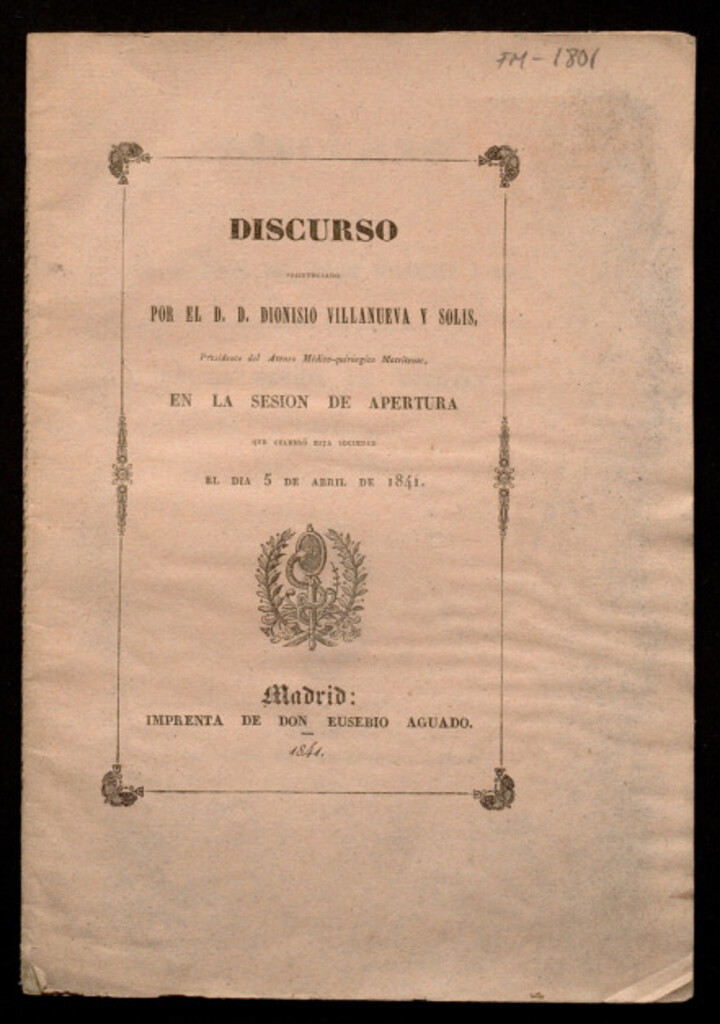 FM-1801
DISCURSO
PRONUNCIADO
POR EL D. D. DIONISIO VILLANUEVA Y SOLIS,
Presidente del Ateneo Médico-quirúrgico Matritense,
EN LA SESION DE APERTURA
QUE CELEBRÓ ESTA SOCIEDAD
EL DIA 5 DE ABRIL DE 1841.
Madrid:
IMPRENTA DE DON EUSEBIO AGUADO.
1841.